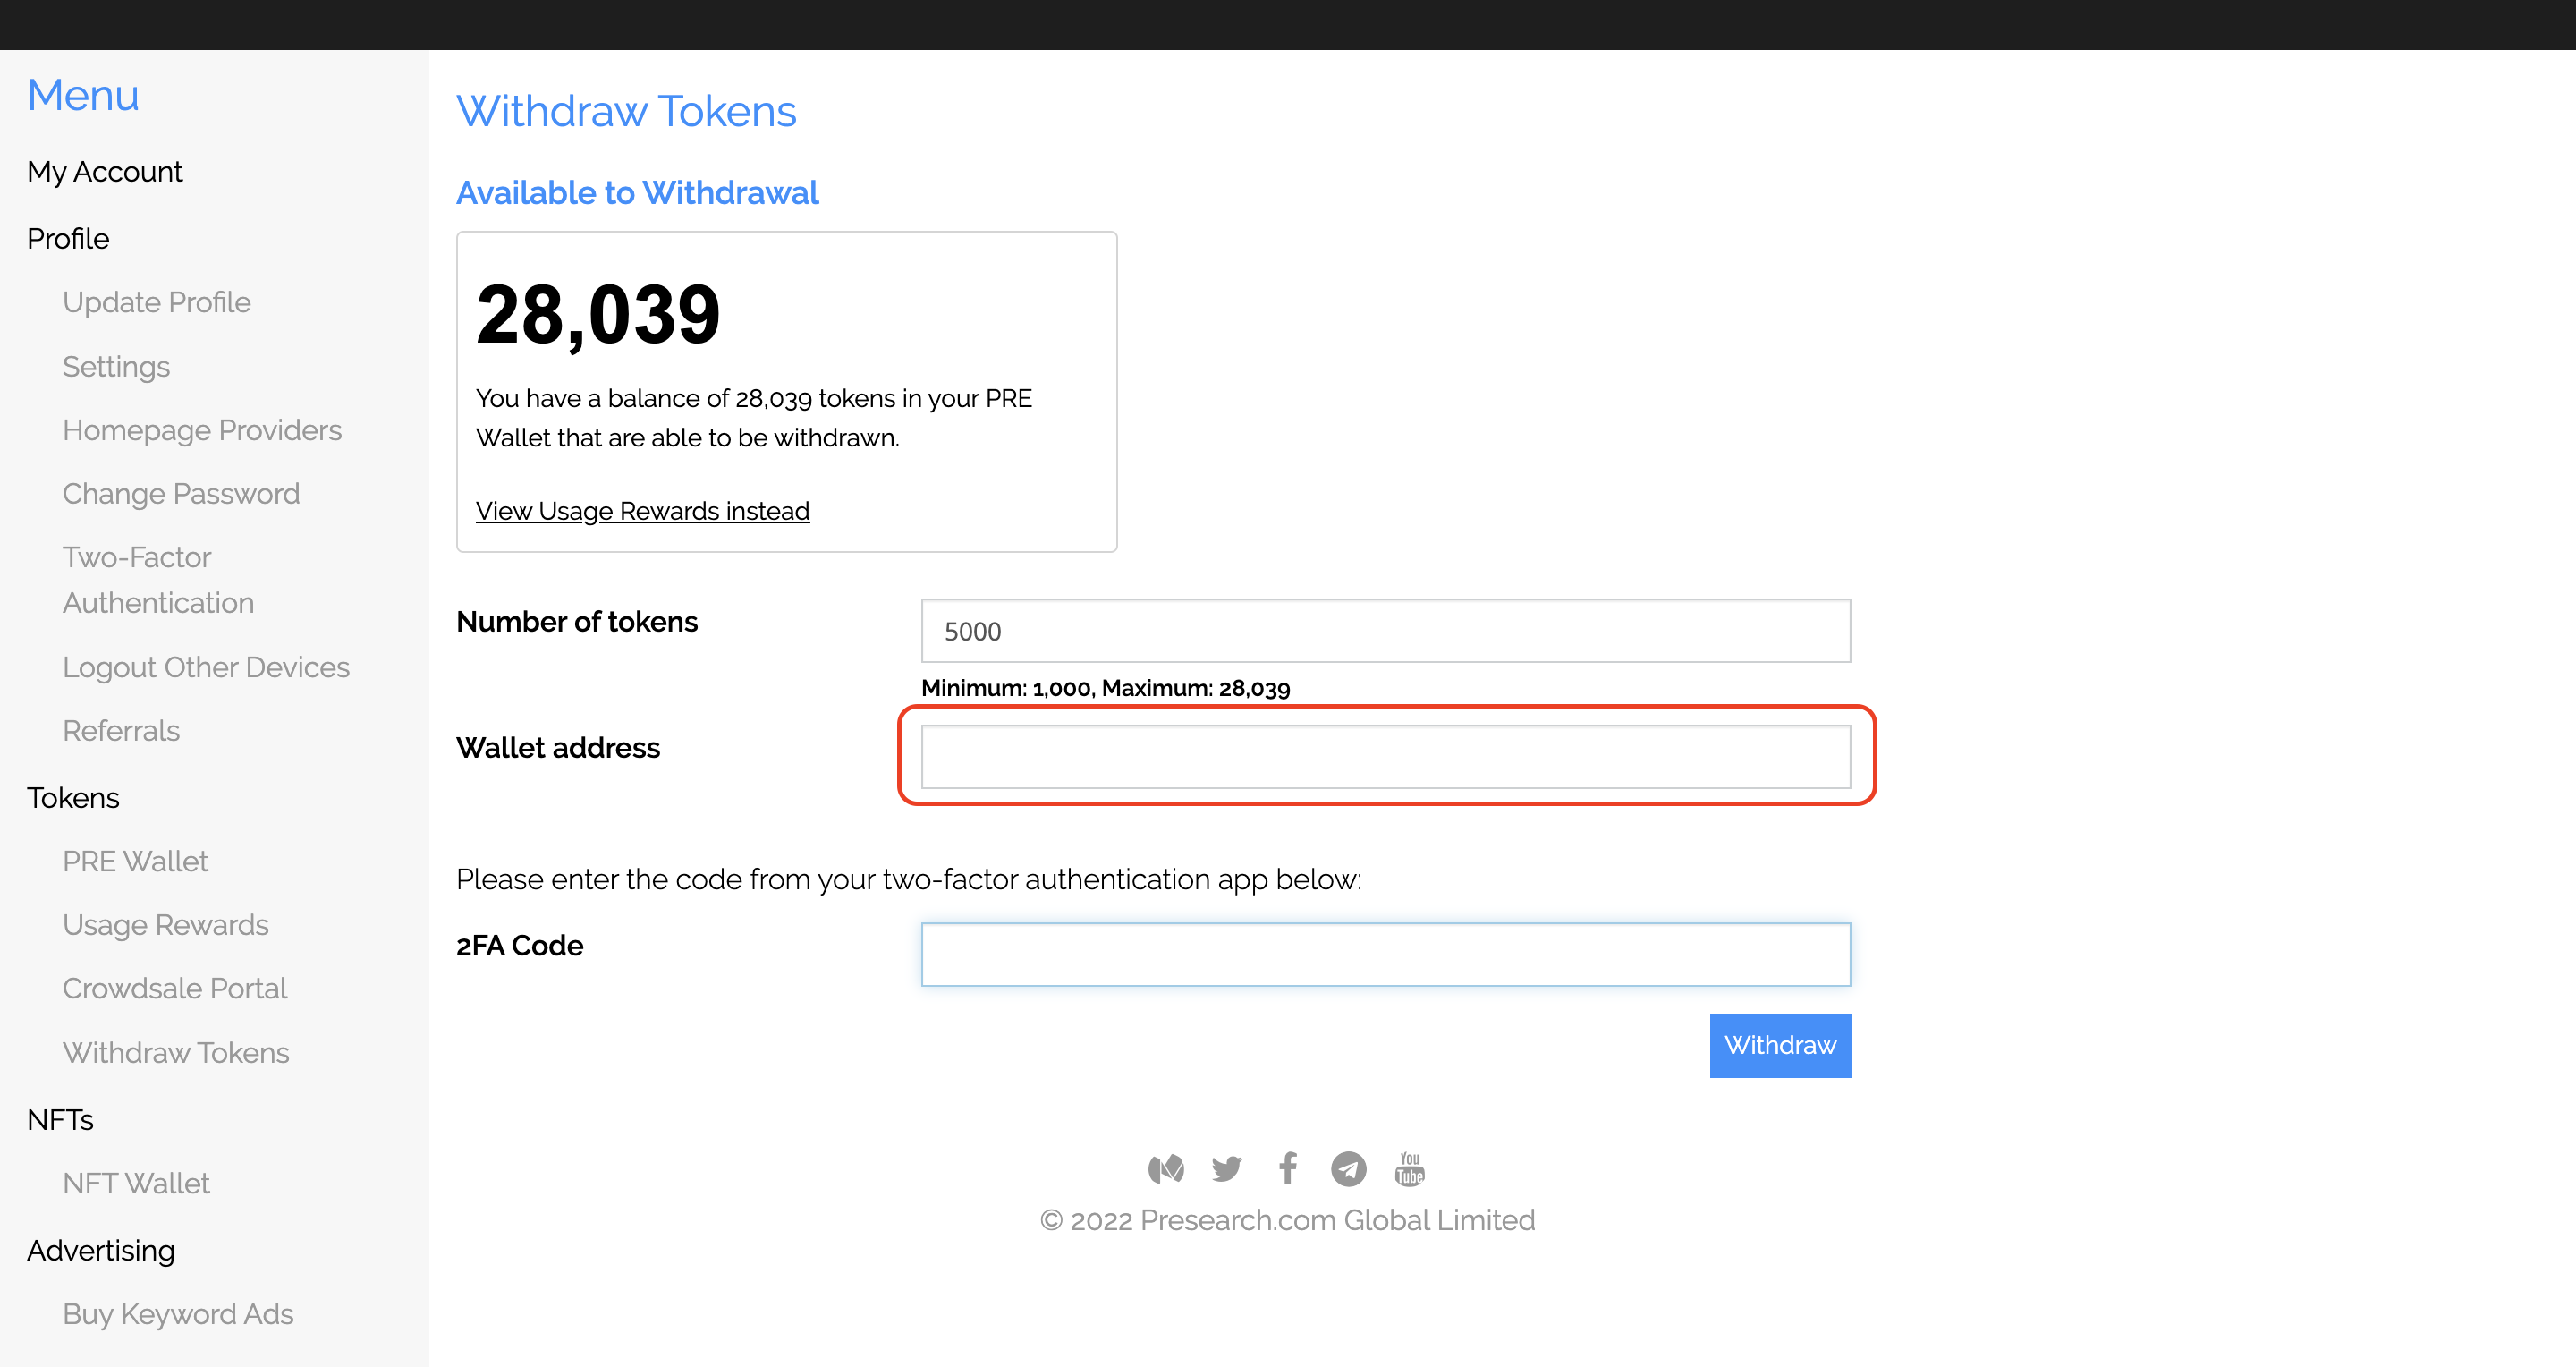 Menu
My Account
Profile
Update Profile
Settings
Homepage Providers
Change Password
Two-Factor
Authentication
Logout Other Devices
Referrals
Tokens
PRE Wallet
Usage Rewards
Crowdsale Portal
Withdraw Tokens
NFTs
NFT Wallet
Advertising
Buy Keyword Ads
Withdraw Tokens
Available to Withdrawal
28,039
You have a balance of 28,039 tokens in your PRE
Wallet that are able to be withdrawn.
View Usage Rewards instead
Number of tokens
5000
Minimum: 1,000, Maximum: 28,039
Wallet address
Please enter the code from your two-factor authentication app below:
2FA Code
Withdraw
You
Tube
© 2022 Presearch.com Global Limited